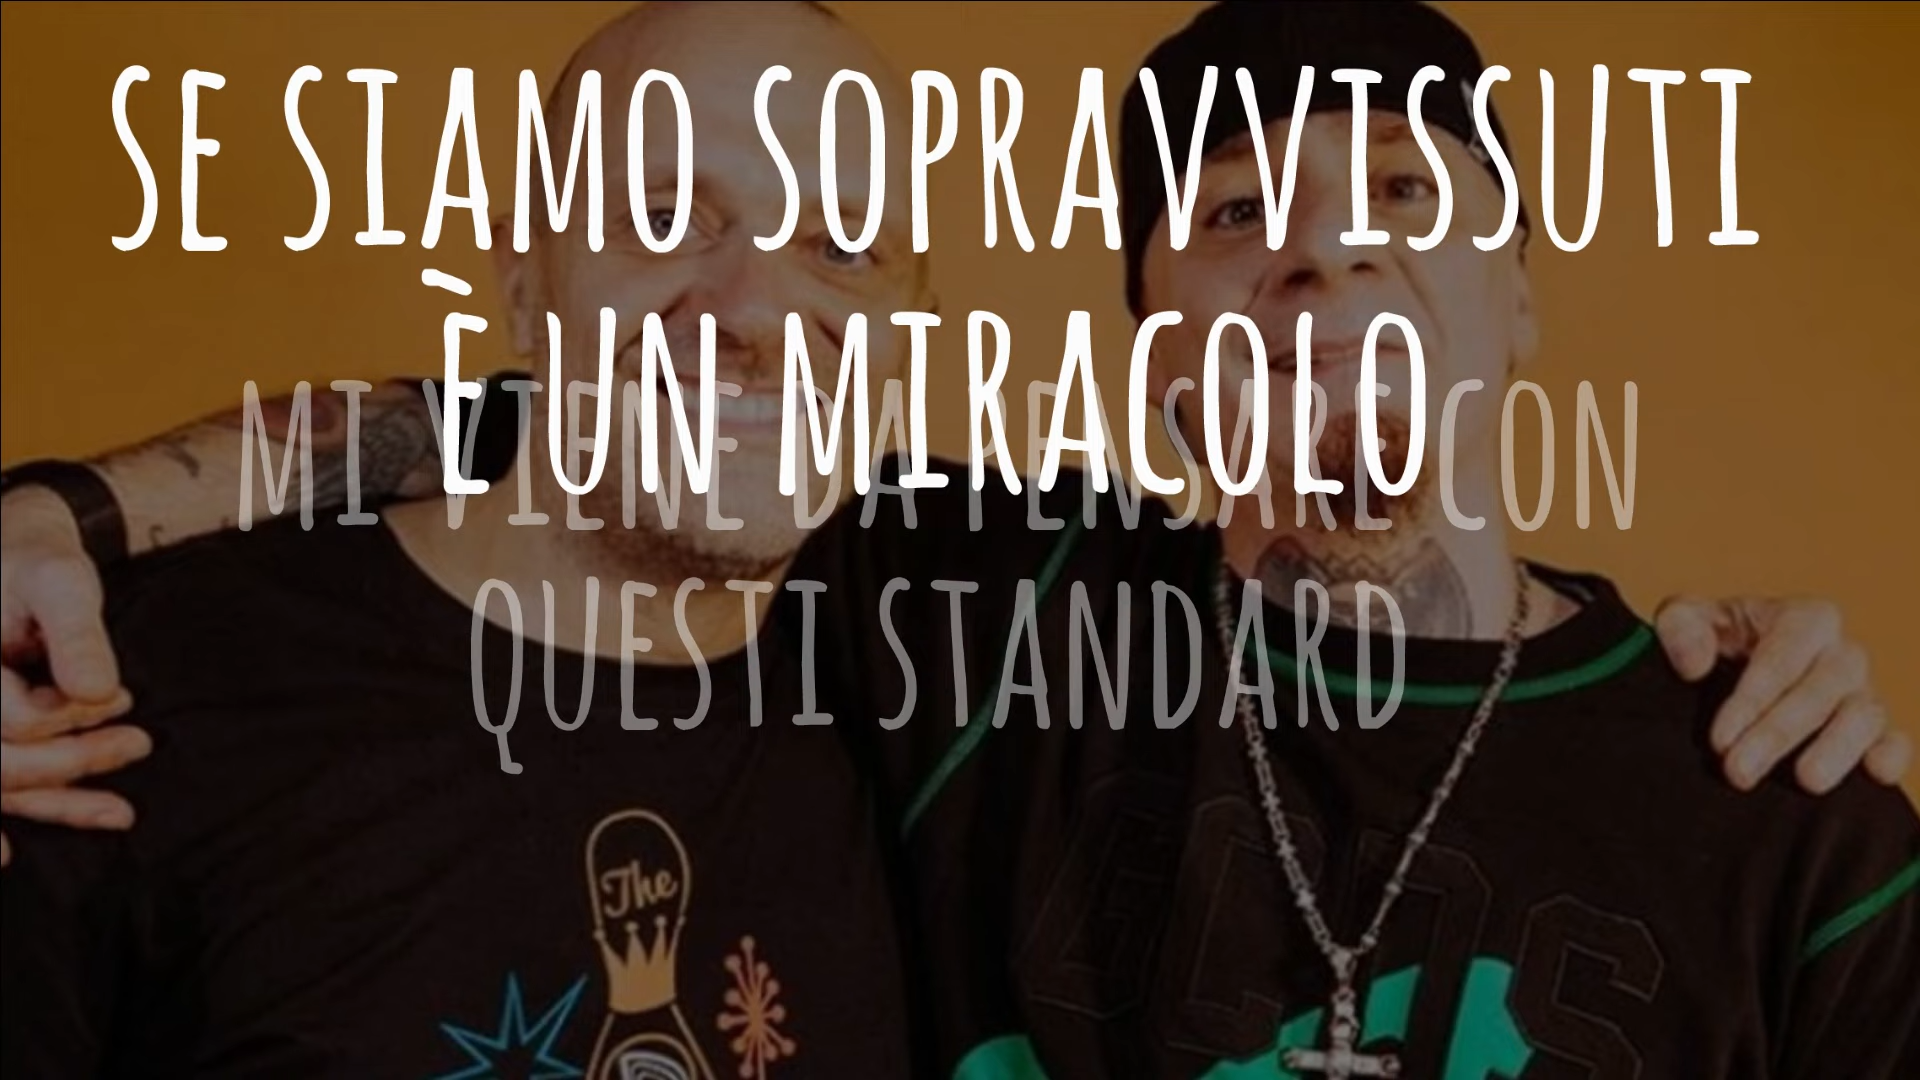 SE SIAMO SOPRAVVISSUTI
È UN MIRACOLO
MI VIENE DA PENSARE CON
QUESTI STANDARD
The